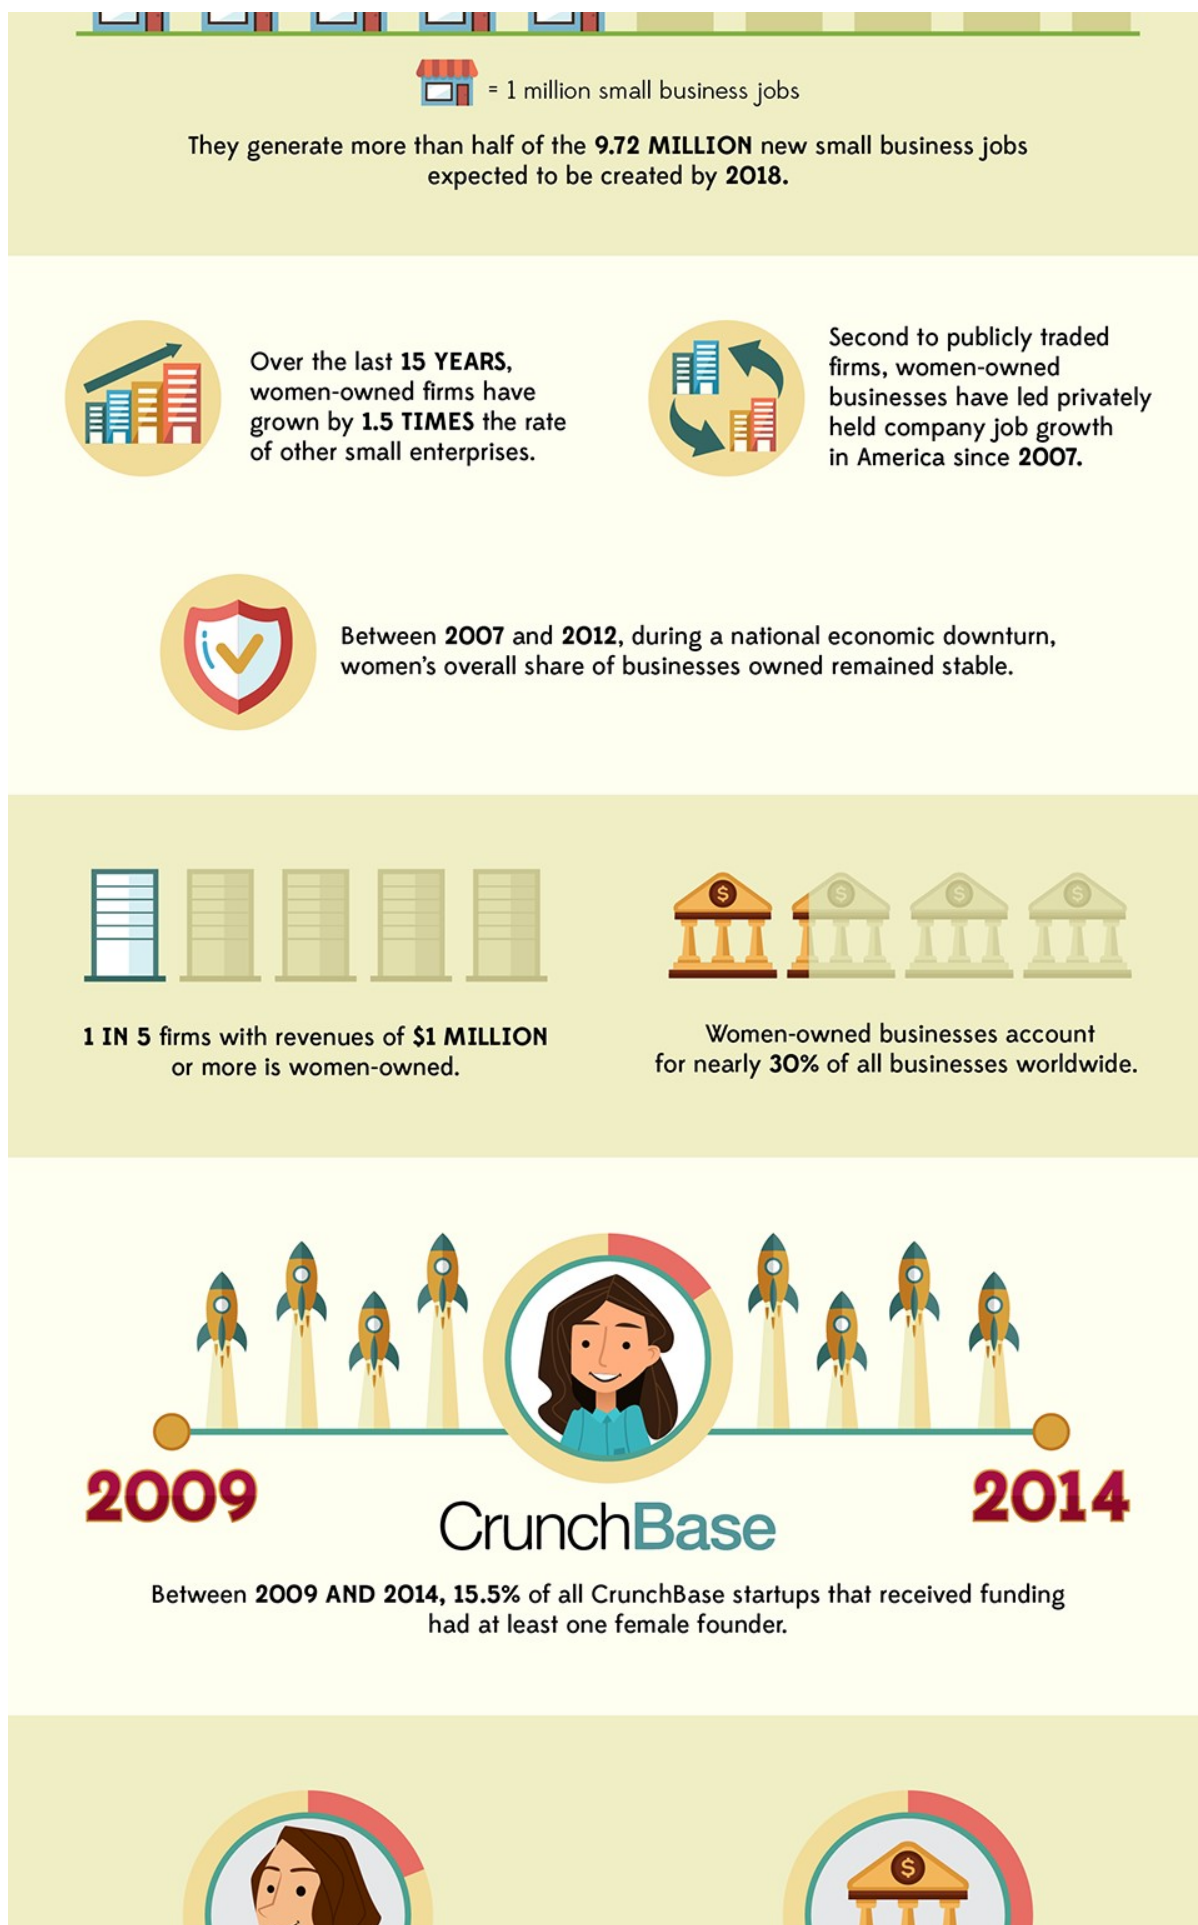 = 1 million small business jobs
They generate more than half of the 9.72 MILLION new small business jobs
expected to be created by 2018.
Over the last 15 YEARS,
women-owned firms have
grown by 1.5 TIMES the rate
of other small enterprises.
Second to publicly traded
firms, women-owned
businesses have led privately
held company job growth
in America since 2007.
Between 2007 and 2012, during a national economic downturn,
women's overall share of businesses owned remained stable.
1 IN 5 firms with revenues of $1 MILLION
or more is women-owned.
$ $ $ $
Women-owned businesses account
for nearly 30% of all businesses worldwide.
2009
2014
CrunchBase
Between 2009 AND 2014, 15.5% of all CrunchBase startups that received funding
had at least one female founder.
$